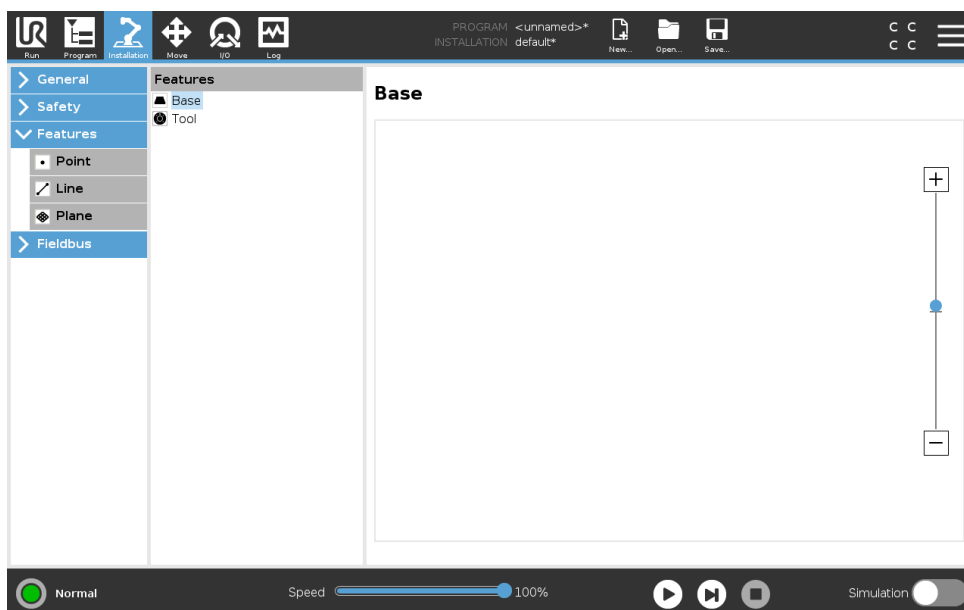 UR
Run
Program
Installation
Move
I/O
Log
PROGRAM <unnamed>*
INSTALLATION default*
New...
Open...
Save...
C C
C C
General
Safety
Features
Point
Line
Plane
Fieldbus
Features
Base
Tool
Base
+
−
Normal
Speed
100%
Simulation